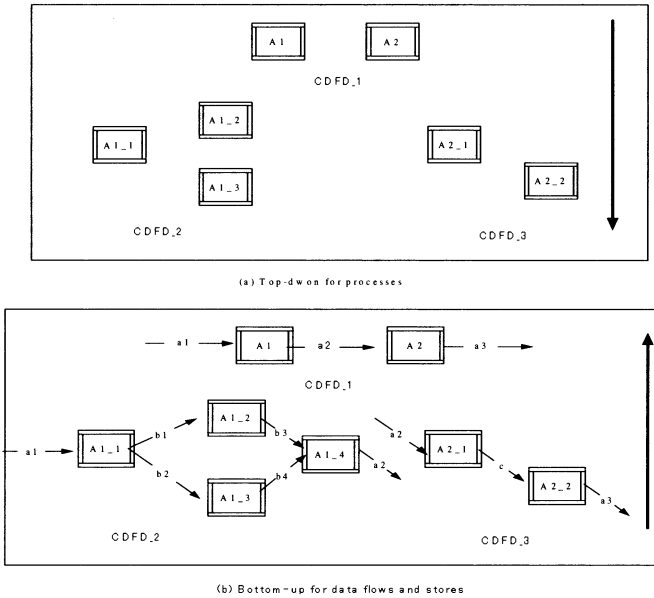 A1 A2
CDFD_1
A1_2
A1_1 A2_1
A1_3 A2_2
CDFD_2 CDFD_3
(a) Top-dwon for processes
a1 A1 a2 A2 a3
CDFD_1
A1_2
b1 b3 a2
a1 A1_1 A1_4 A2_1
b2 b4 a2 c
A1_3 A2_2 a3
CDFD_2 CDFD_3
(b) Bottom-up for data flows and stores